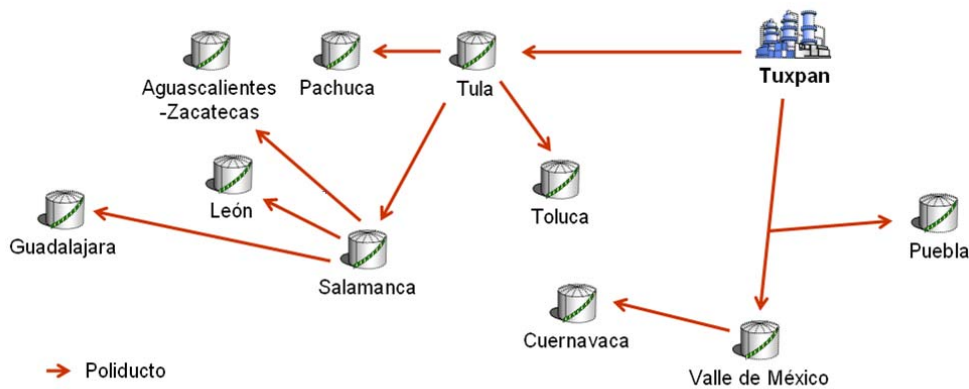 Aguascalientes
-Zacatecas
Pachuca
Tula
Tuxpan
León
Toluca
Guadalajara
Puebla
Salamanca
Cuernavaca
Poliducto
Valle de México